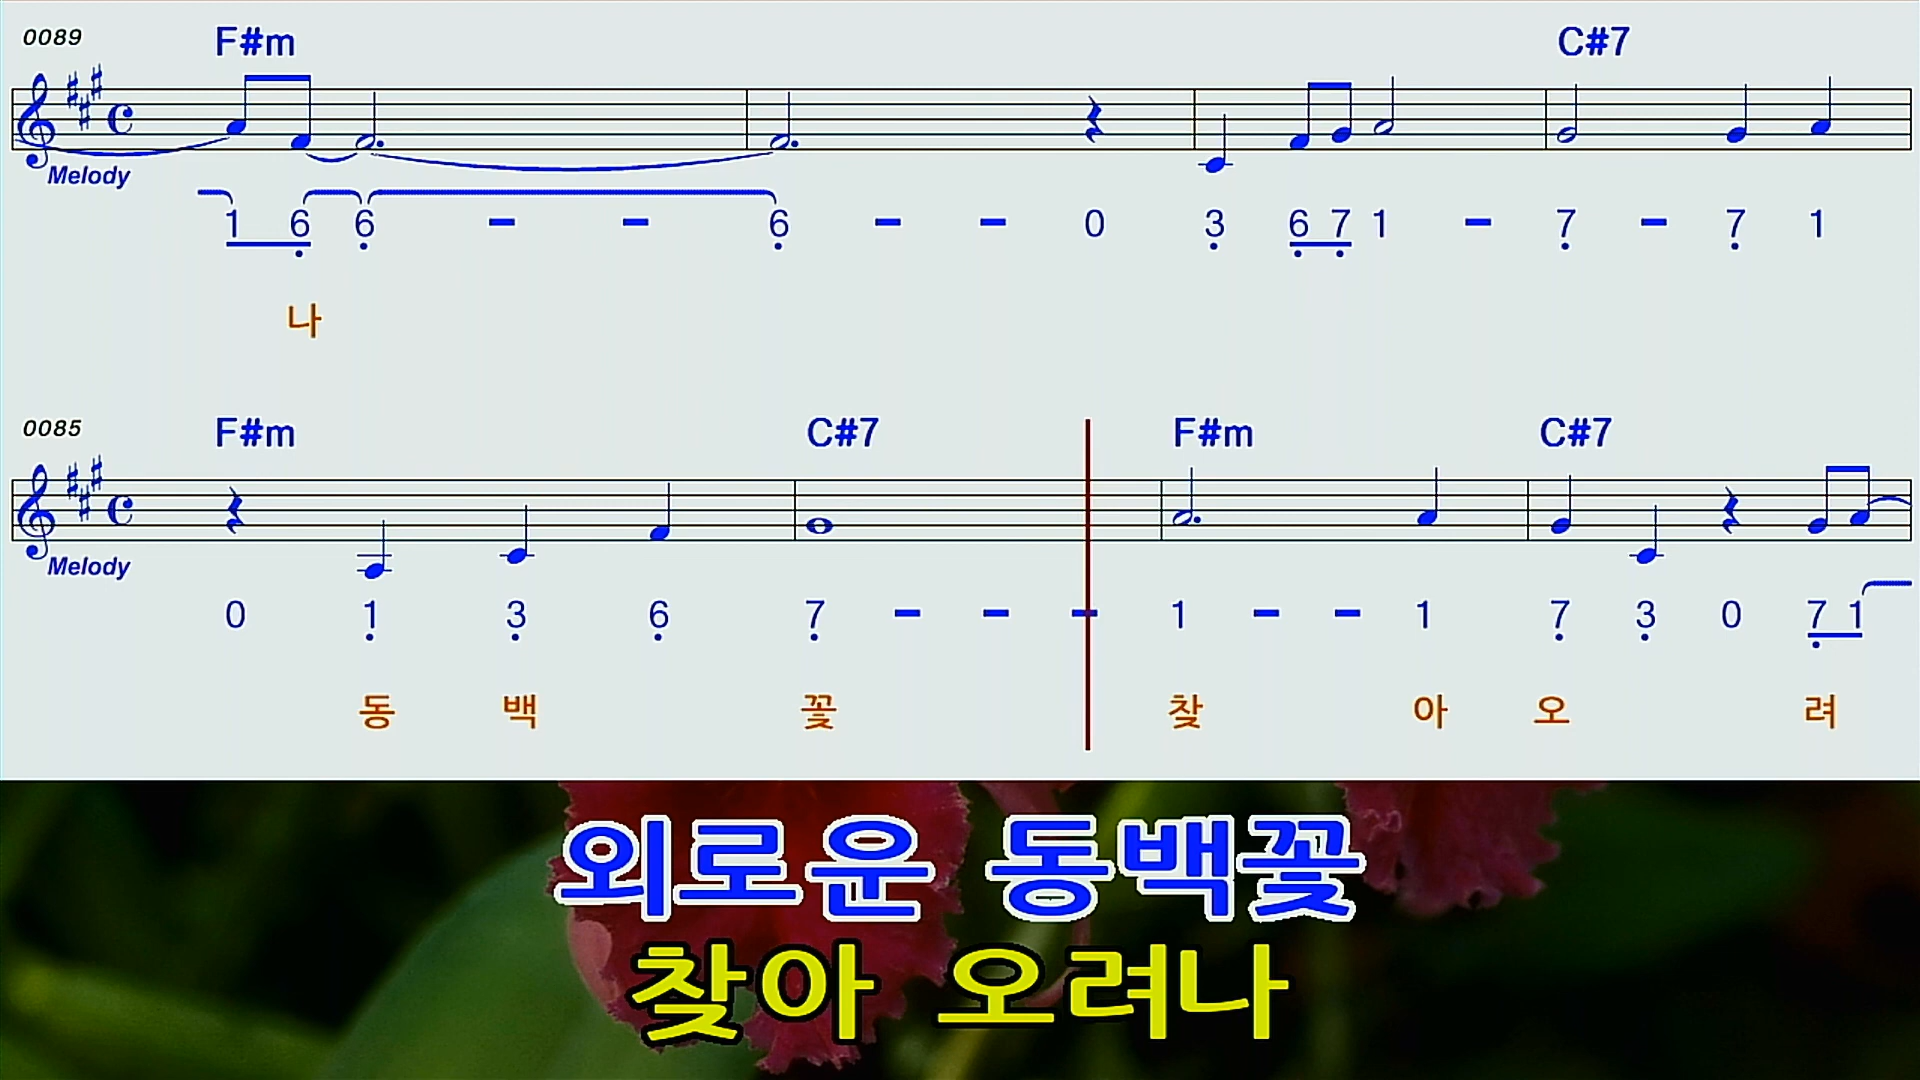 0089 F#m C#7
Melody
1 6 6 - - 6 - - 0 3 6 7 1 - 7 - 7 1
나
0085 F#m C#7 F#m C#7
Melody
0 1 3 6 7 - - - 1 - - 1 7 3 0 7 1
동 백 꽃 찾 아 오 려
외로운 동백꽃
찾아 오려나